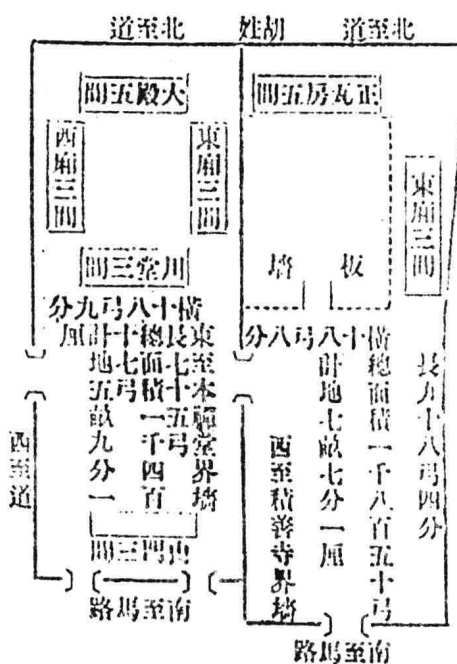 北至道
胡姓
北至道
正瓦房五間
東廂三間
板墻
橫十八弓八分
長九十八弓四分
總面積一千八百五十弓
計地七畝七分一厘
西至積善寺界墻
南至馬路
大殿五間
東廂三間
西廂三間
川堂三間
橫十八弓九分
東至本堂界墻
長七十五弓
總面積一千四百
十七弓
計地五畝九分一
厘
山門三間
西至道
南至馬路